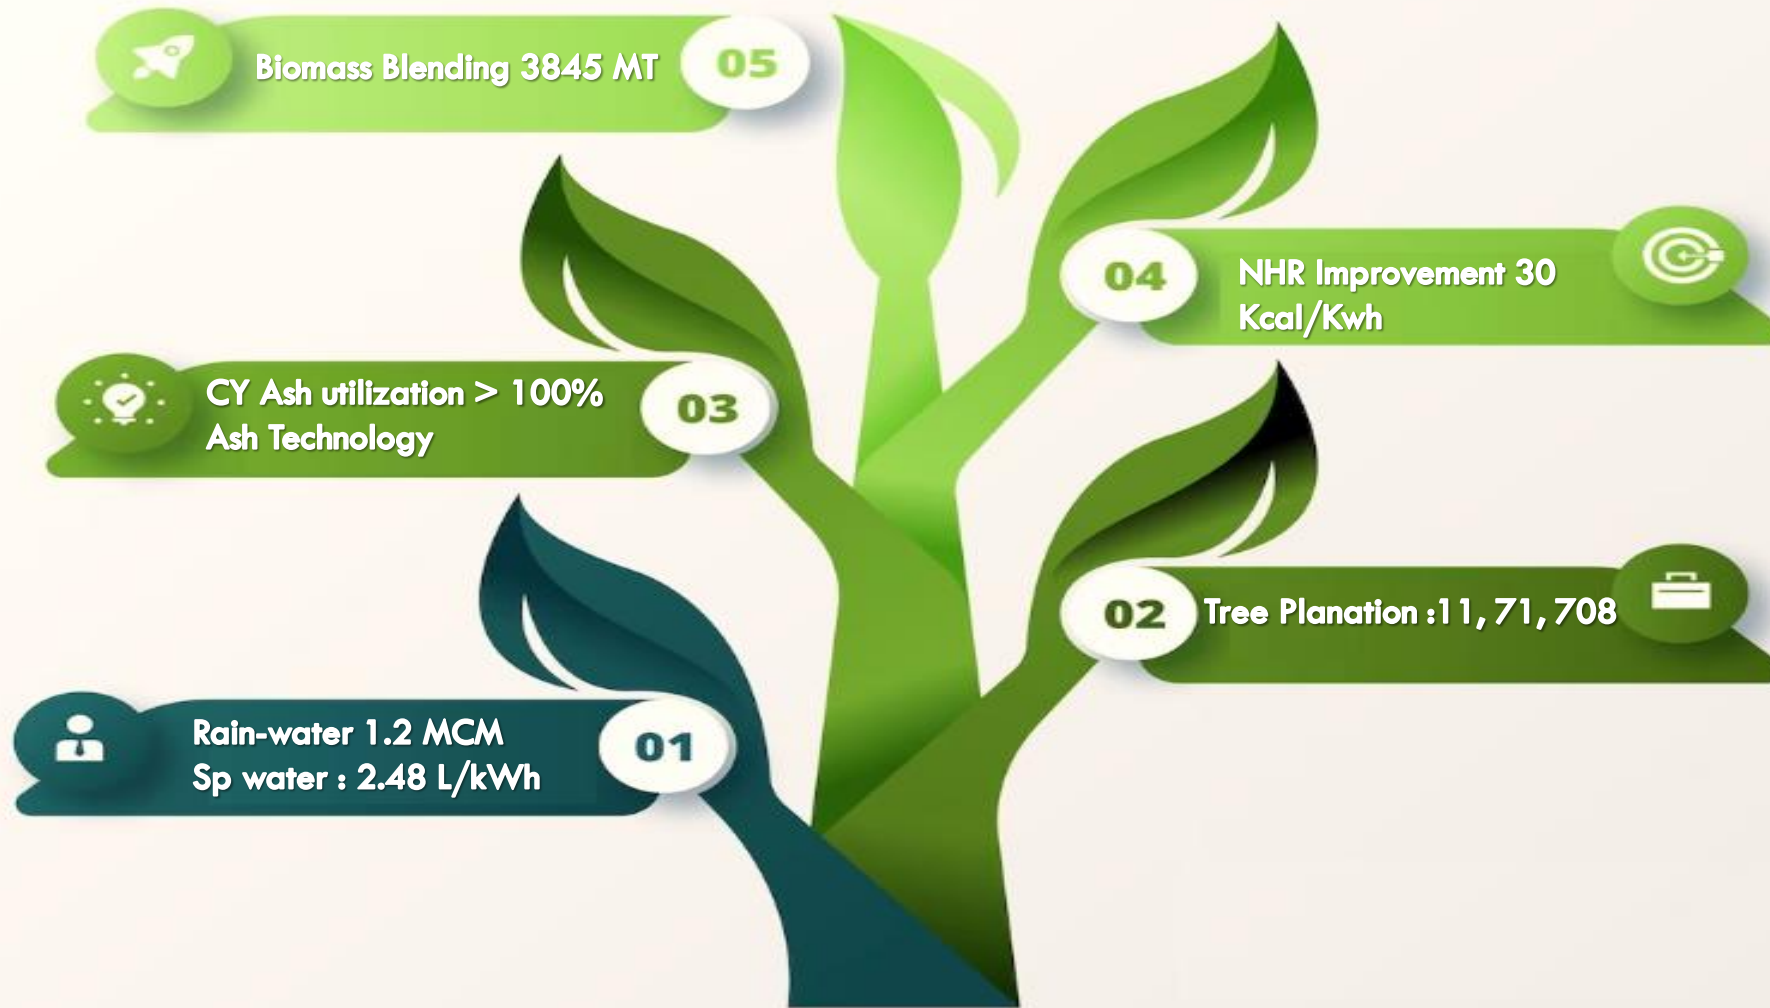 Biomass Blending 3845 MT
05
04
NHR Improvement 30
Kcal/Kwh
CY Ash utilization > 100%
Ash Technology
03
02
Tree Planation :11, 71, 708
Rain-water 1.2 MCM
Sp water : 2.48 L/kWh
01